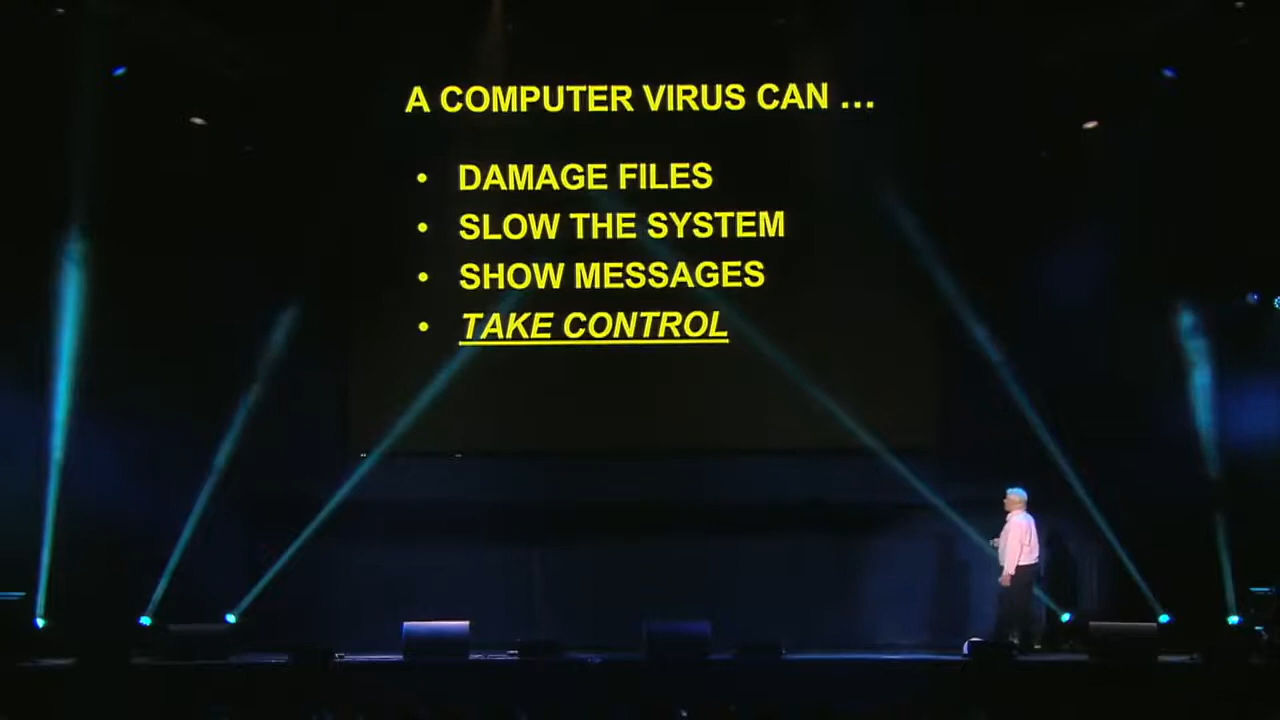 A COMPUTER VIRUS CAN ...
• DAMAGE FILES
• SLOW THE SYSTEM
• SHOW MESSAGES
• TAKE CONTROL